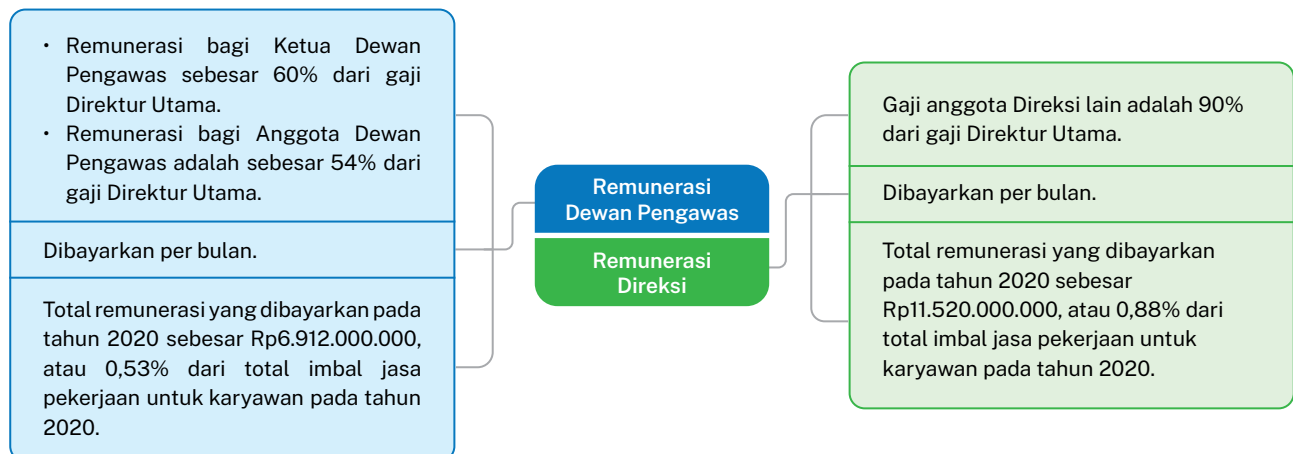 • Remunerasi bagi Ketua Dewan
Pengawas sebesar 60% dari gaji
Direktur Utama.
• Remunerasi bagi Anggota Dewan
Pengawas adalah sebesar 54% dari
gaji Direktur Utama.
Dibayarkan per bulan.
Total remunerasi yang dibayarkan pada
tahun 2020 sebesar Rp6.912.000.000,
atau 0,53% dari total imbal jasa
pekerjaan untuk karyawan pada tahun
2020.
Remunerasi
Dewan Pengawas
Remunerasi
Direksi
Gaji anggota Direksi lain adalah 90%
dari gaji Direktur Utama.
Dibayarkan per bulan.
Total remunerasi yang dibayarkan
pada tahun 2020 sebesar
Rp11.520.000.000, atau 0,88% dari
total imbal jasa pekerjaan untuk
karyawan pada tahun 2020.